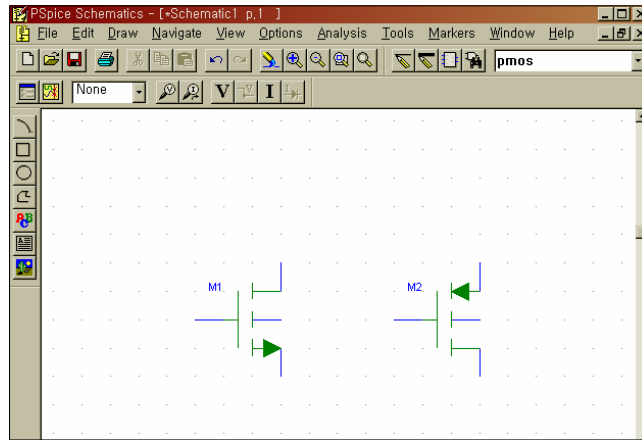 PSpice Schematics - [*Schematic1 p.1 ]
File Edit Draw Navigate View Options Analysis Tools Markers Window Help
pmos
None V I
M1 M2